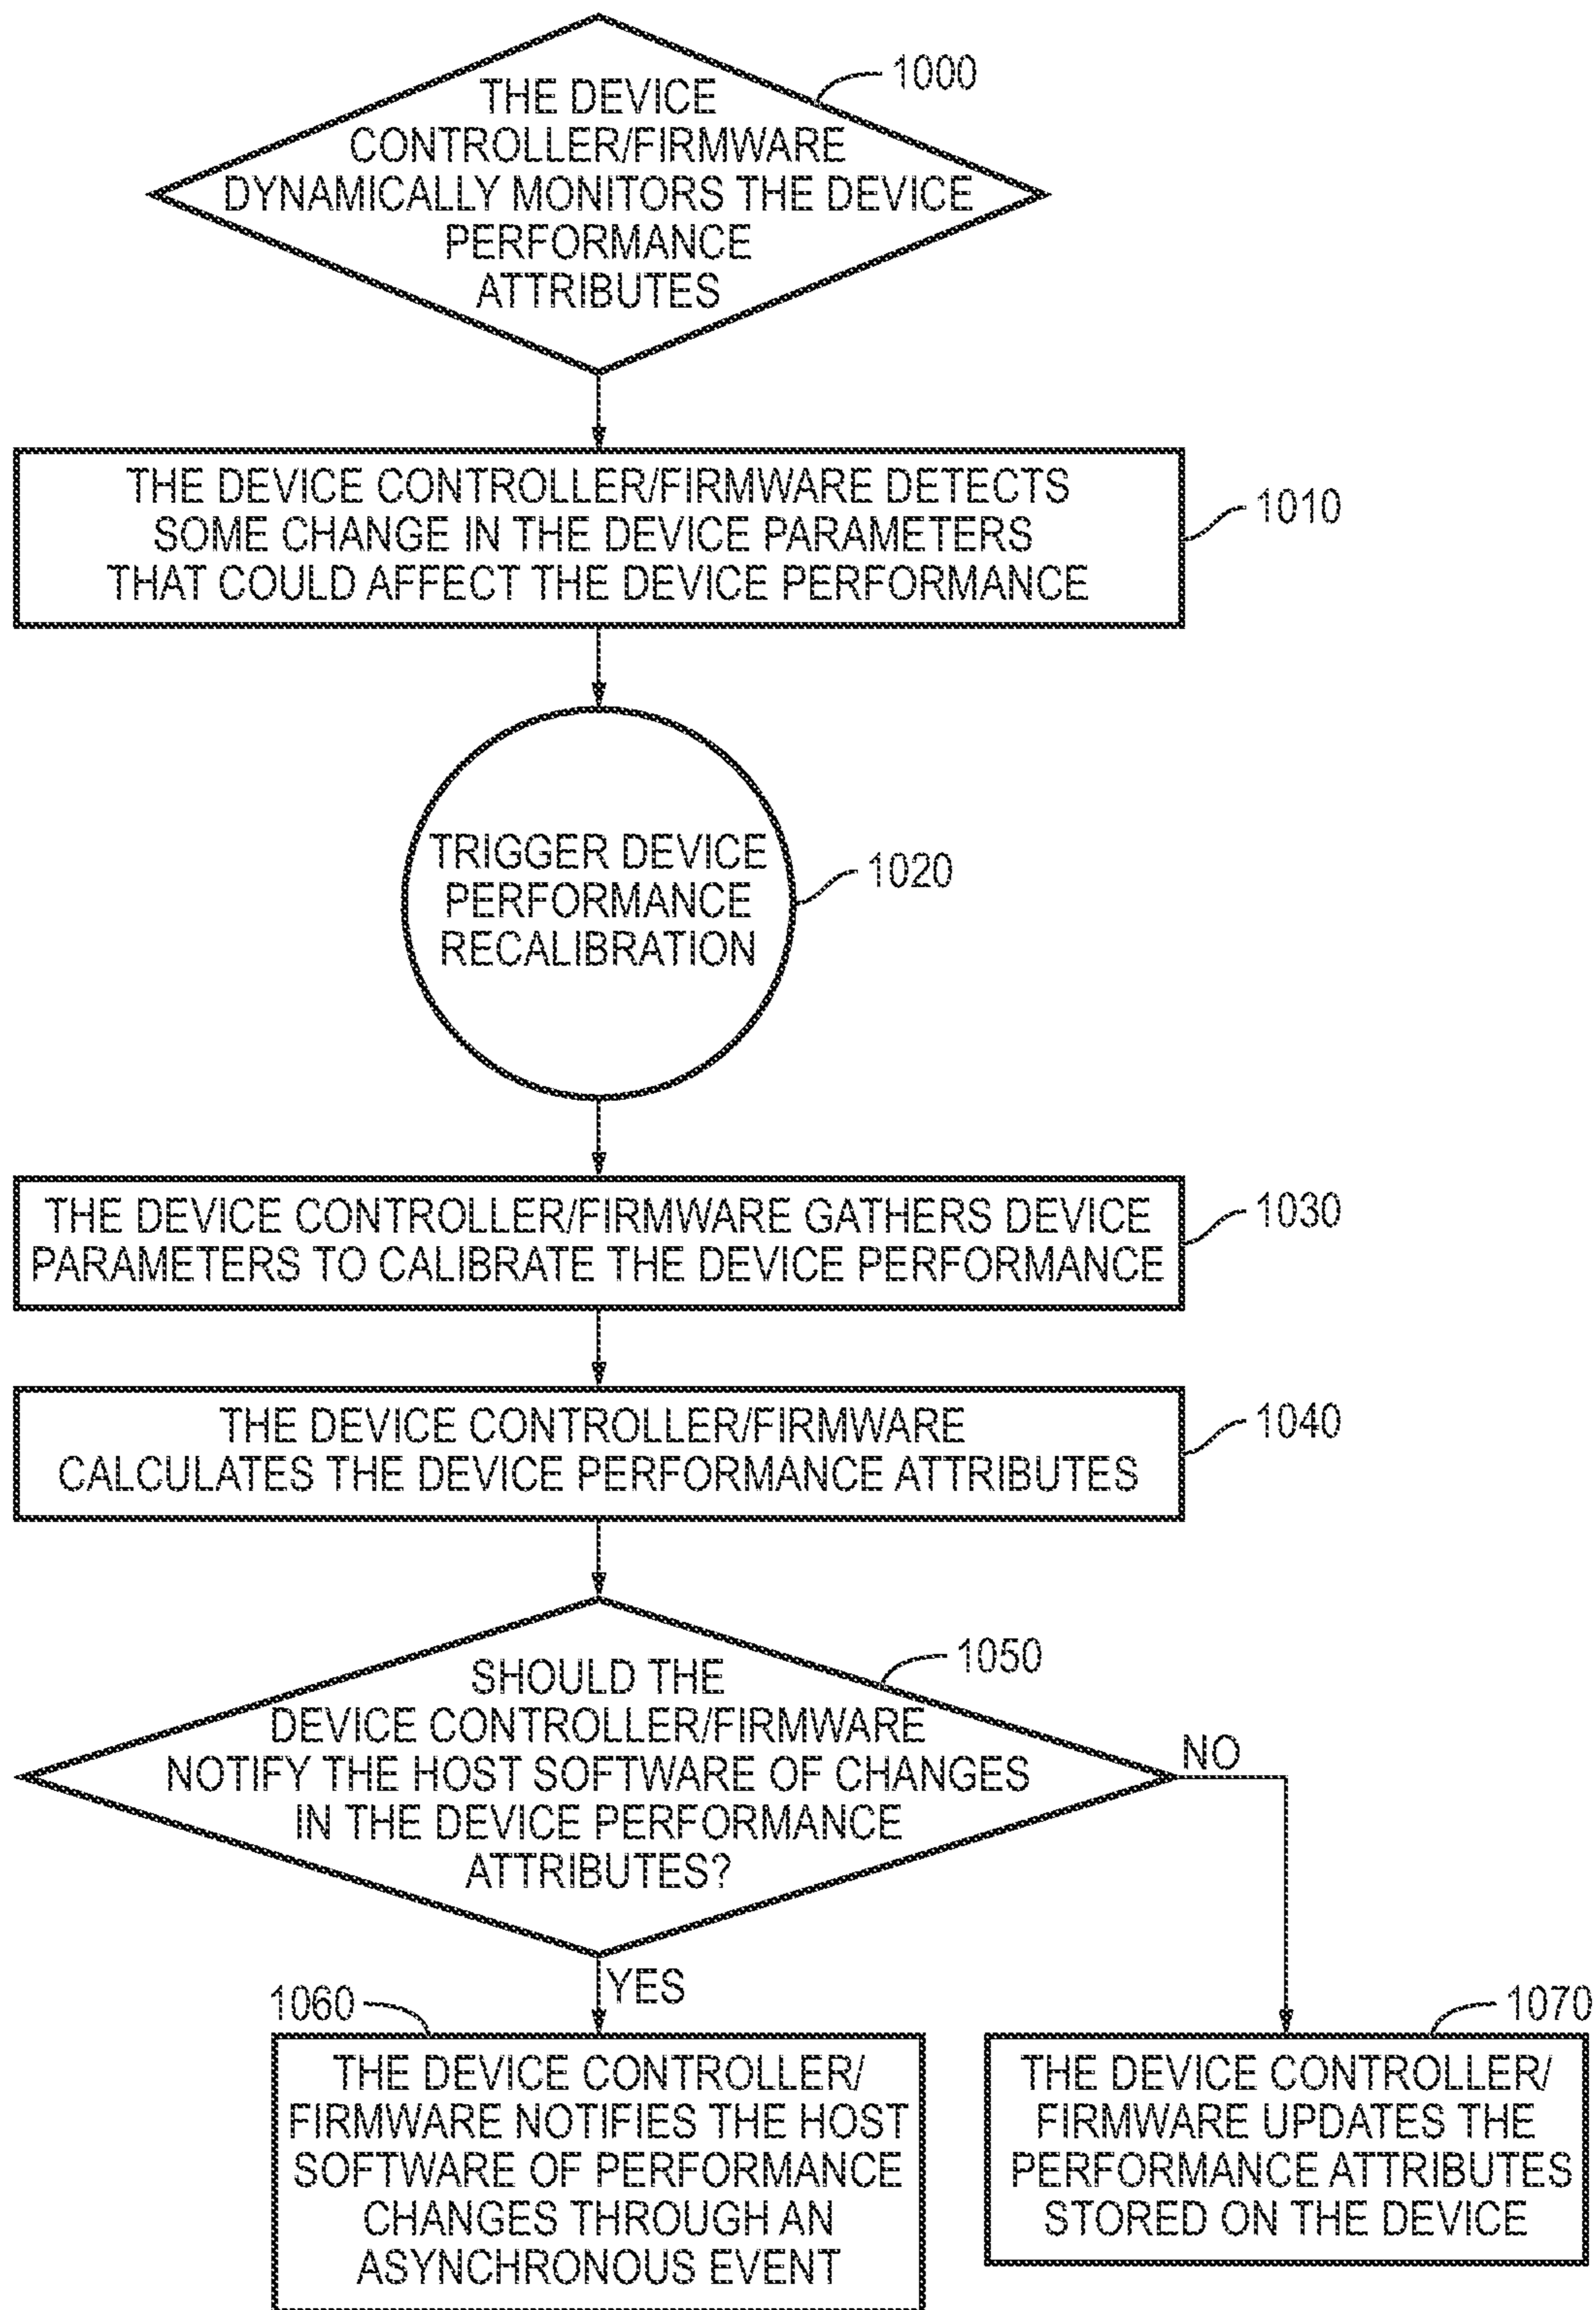 1000
THE DEVICE
CONTROLLER/FIRMWARE
DYNAMICALLY MONITORS THE DEVICE
PERFORMANCE
ATTRIBUTES
THE DEVICE CONTROLLER/FIRMWARE DETECTS
SOME CHANGE IN THE DEVICE PARAMETERS
THAT COULD AFFECT THE DEVICE PERFORMANCE
1010
TRIGGER DEVICE
PERFORMANCE
RECALIBRATION
1020
THE DEVICE CONTROLLER/FIRMWARE GATHERS DEVICE
PARAMETERS TO CALIBRATE THE DEVICE PERFORMANCE
1030
THE DEVICE CONTROLLER/FIRMWARE
CALCULATES THE DEVICE PERFORMANCE ATTRIBUTES
1040
1050
SHOULD THE
DEVICE CONTROLLER/FIRMWARE
NOTIFY THE HOST SOFTWARE OF CHANGES
IN THE DEVICE PERFORMANCE
ATTRIBUTES?
NO
YES
1060
THE DEVICE CONTROLLER/
FIRMWARE NOTIFIES THE HOST
SOFTWARE OF PERFORMANCE
CHANGES THROUGH AN
ASYNCHRONOUS EVENT
1070
THE DEVICE CONTROLLER/
FIRMWARE UPDATES THE
PERFORMANCE ATTRIBUTES
STORED ON THE DEVICE